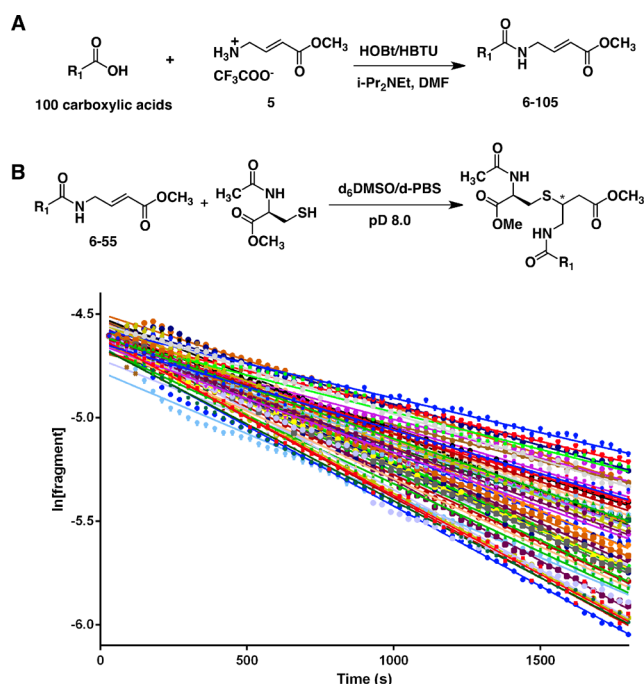 A
O
R1
OH
100 carboxylic acids
+
H3N+
CF3COO-
O
OCH3
5
HOBt/HBTU
i-Pr2NEt, DMF
O
R1
N
H
O
OCH3
6-105
B
O
R1
N
H
O
OCH3
6-55
+
O
H3C
NH
SH
O
OCH3
d6DMSO/d-PBS
pD 8.0
O
H3C
NH
O
OMe
S
*
O
OCH3
NH
O
R1
ln[fragment]
-4.5
-5.0
-5.5
-6.0
0
500
1000
1500
Time (s)